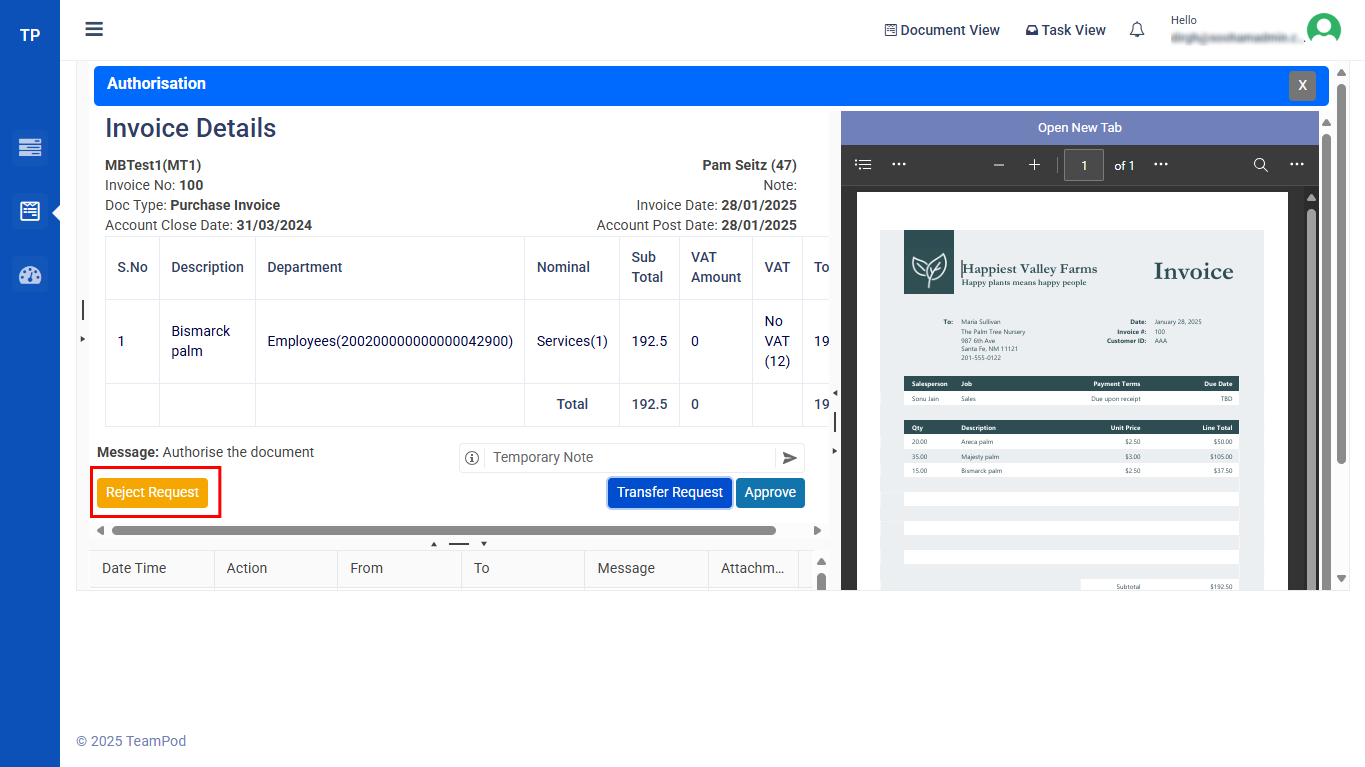 TP
Document View
Task View
Hello
Authorisation
X
Invoice Details
MBTest1(MT1)
Pam Seitz (47)
Invoice No: 100
Note:
Doc Type: Purchase Invoice
Invoice Date: 28/01/2025
Account Close Date: 31/03/2024
Account Post Date: 28/01/2025
S.No Description Department Nominal Sub Total VAT Amount VAT To
1 Bismarck palm Employees(200200000000000042900) Services(1) 192.5 0 No VAT (12) 19
Total 192.5 0 19
Message: Authorise the document
Temporary Note
Reject Request
Transfer Request
Approve
Date Time Action From To Message Attachm...
Open New Tab
1 of 1
Happiest Valley Farms
Happy plants means happy people
Invoice
To: Maria Sullivan
The Palm Tree Nursery
987 6th Ave
Santa Fe, NM 11121
201-555-0122
Date: January 28, 2025
Invoice #: 100
Customer ID: AAA
Salesperson Job Payment Terms Due Date
Sonu Jain Sales Due upon receipt TBD
Qty Description Unit Price Line Total
20.00 Areca palm $2.50 $50.00
35.00 Majesty palm $3.00 $105.00
15.00 Bismarck palm $2.50 $37.50
Subtotal $192.50
© 2025 TeamPod